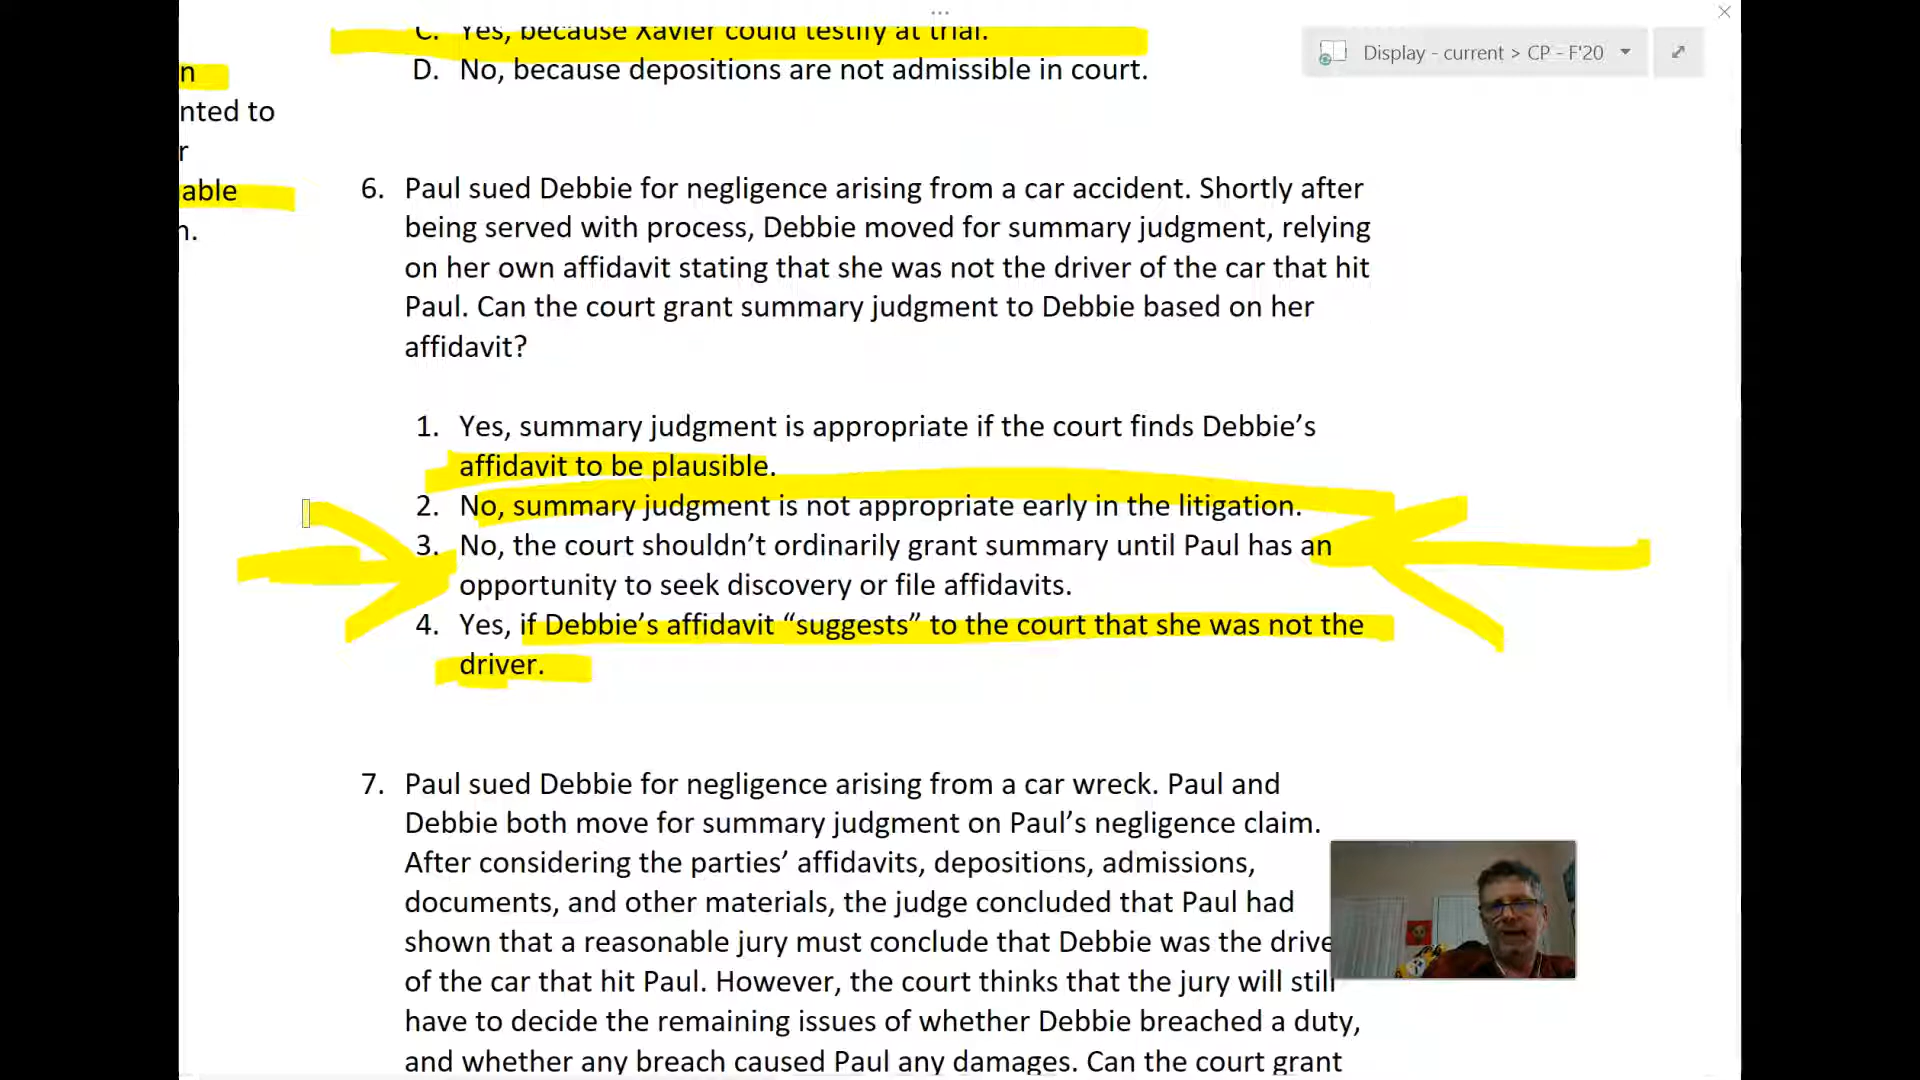 C. Yes, because Xavier could testify at trial.
D. No, because depositions are not admissible in court.
Display - current > CP - F'20
n
nted to
r
able
n.
6. Paul sued Debbie for negligence arising from a car accident. Shortly after
being served with process, Debbie moved for summary judgment, relying
on her own affidavit stating that she was not the driver of the car that hit
Paul. Can the court grant summary judgment to Debbie based on her
affidavit?
1. Yes, summary judgment is appropriate if the court finds Debbie’s
affidavit to be plausible.
2. No, summary judgment is not appropriate early in the litigation.
3. No, the court shouldn’t ordinarily grant summary until Paul has an
opportunity to seek discovery or file affidavits.
4. Yes, if Debbie’s affidavit “suggests” to the court that she was not the
driver.
7. Paul sued Debbie for negligence arising from a car wreck. Paul and
Debbie both move for summary judgment on Paul’s negligence claim.
After considering the parties’ affidavits, depositions, admissions,
documents, and other materials, the judge concluded that Paul had
shown that a reasonable jury must conclude that Debbie was the drive
of the car that hit Paul. However, the court thinks that the jury will still
have to decide the remaining issues of whether Debbie breached a duty,
and whether any breach caused Paul any damages. Can the court grant